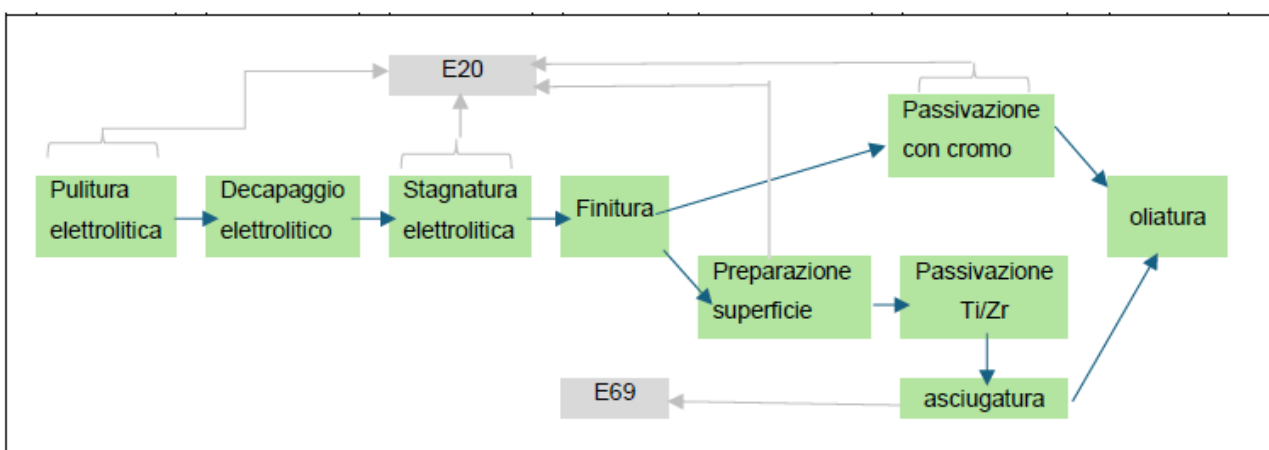 E20
Passivazione
con cromo
Pulitura
elettrolitica
Decapaggio
elettrolitico
Stagnatura
elettrolitica
Finitura
oliatura
Preparazione
superficie
Passivazione
Ti/Zr
E69
asciugatura